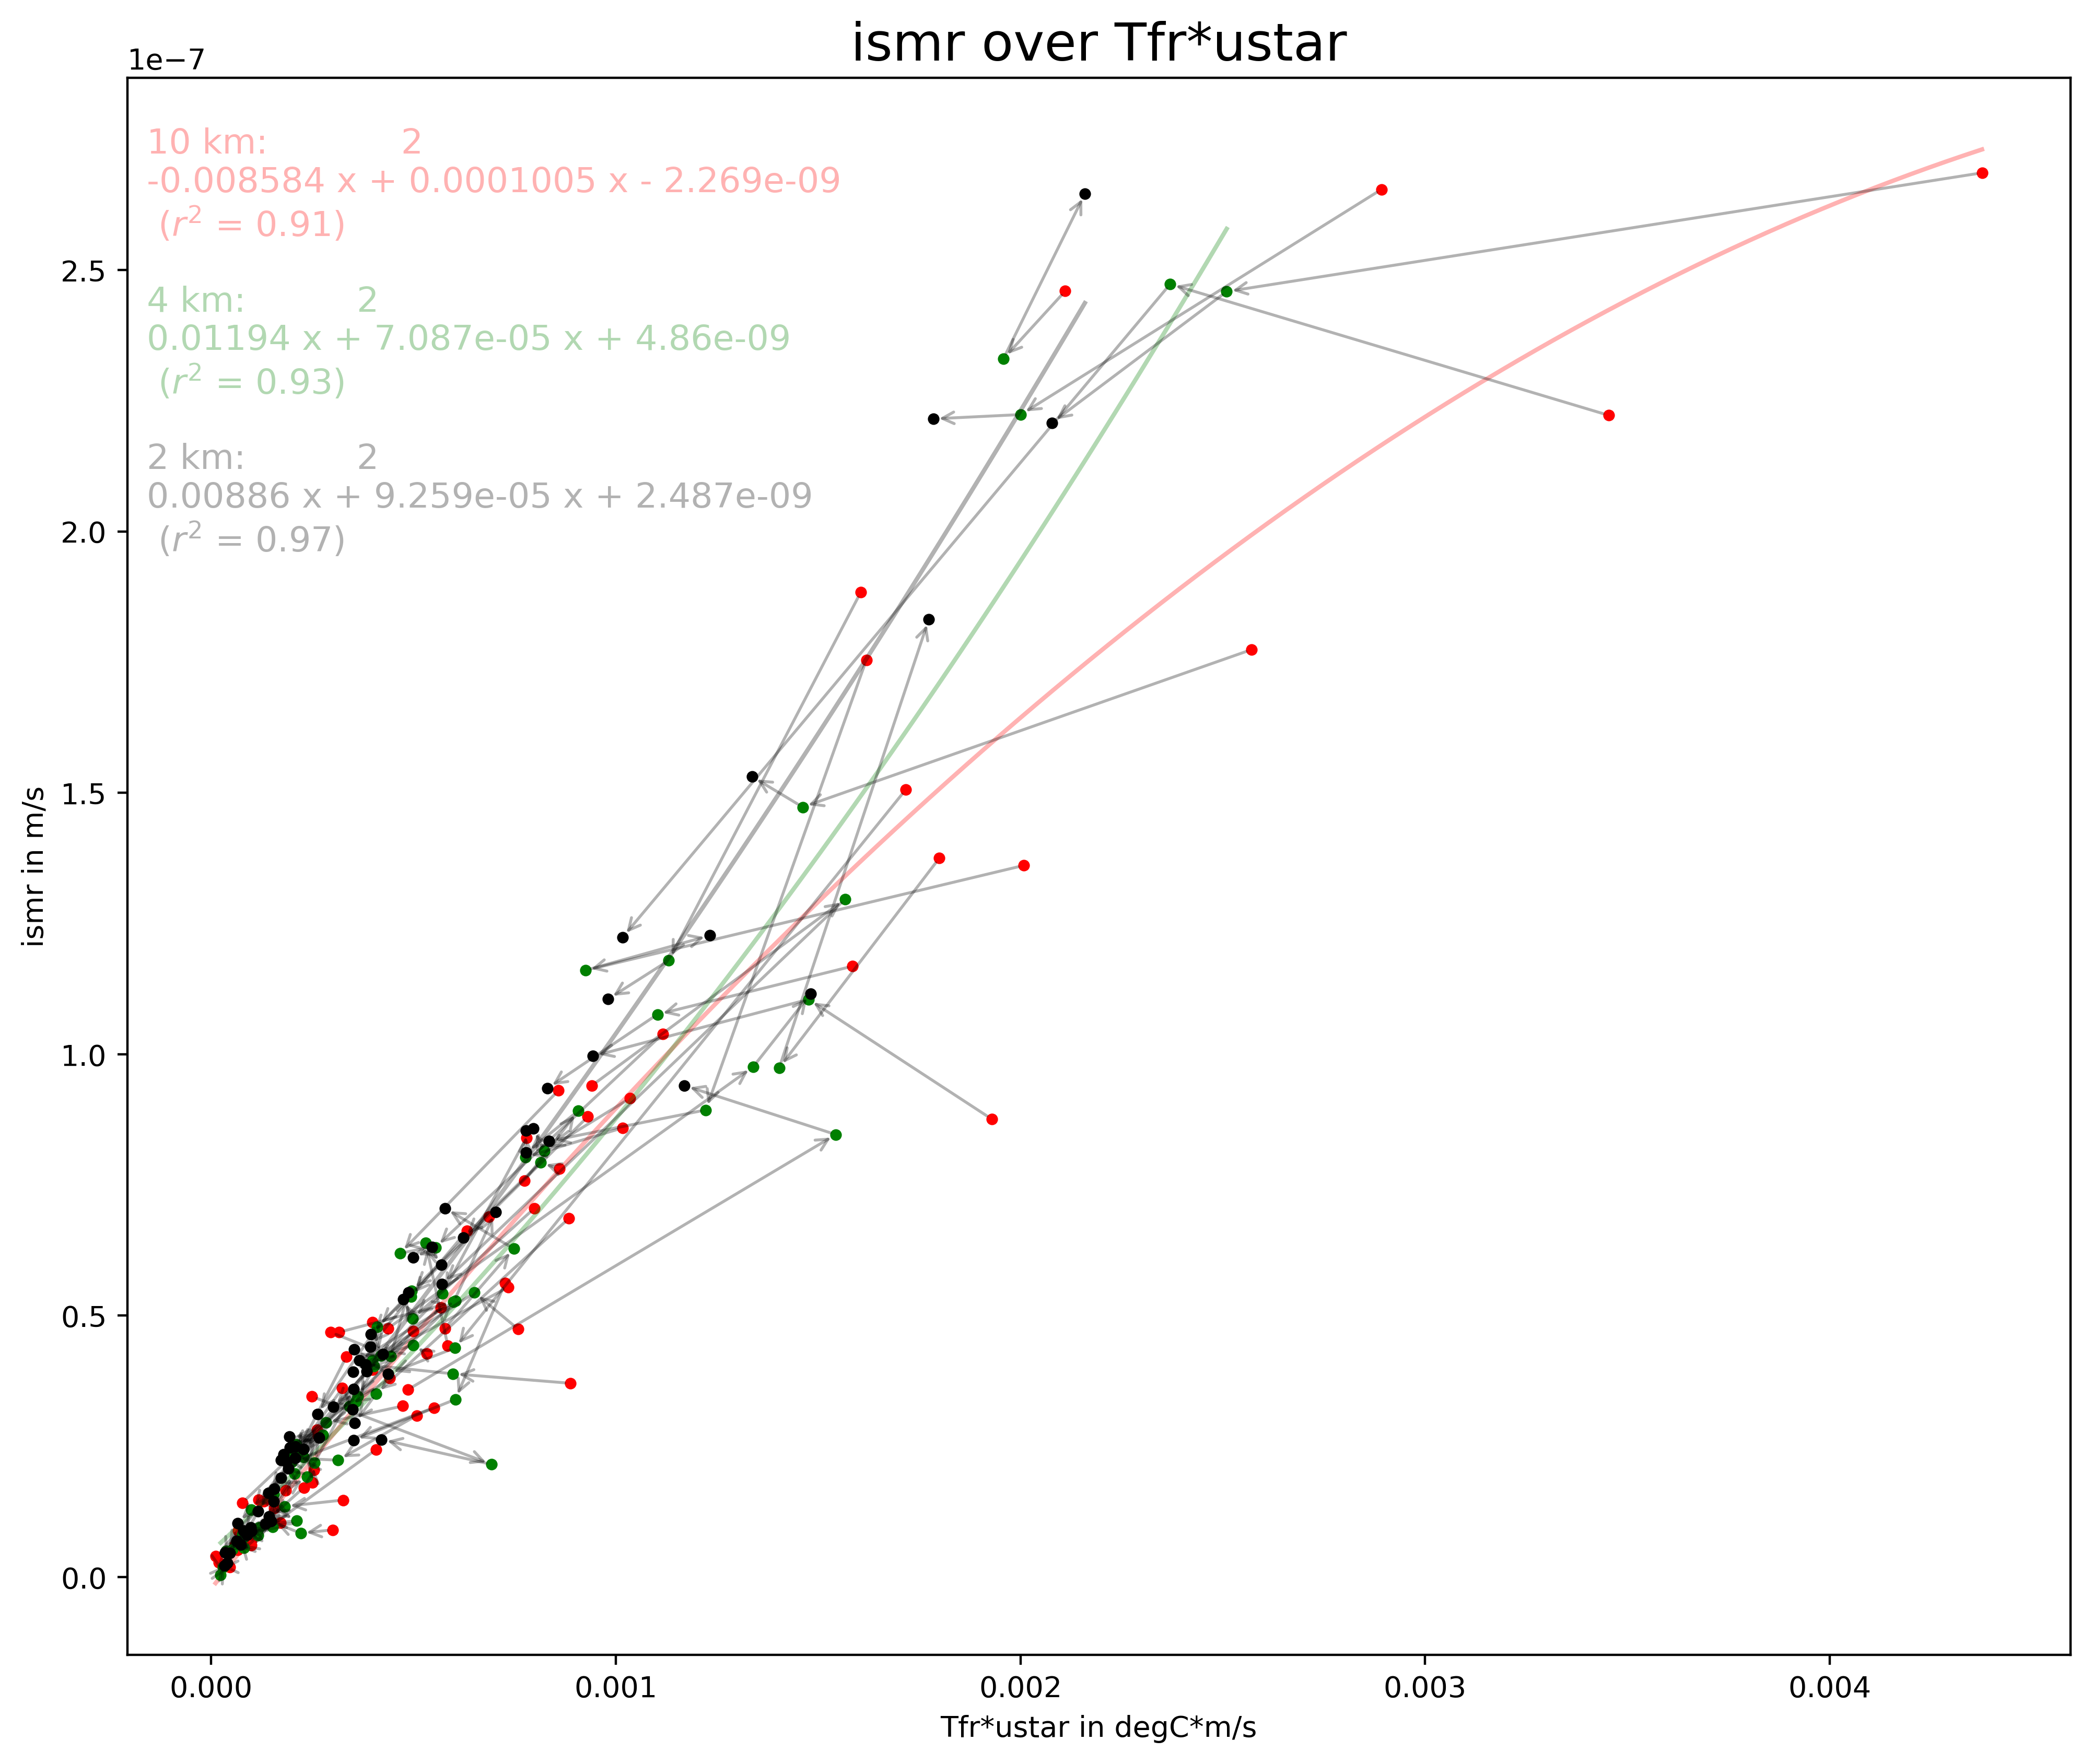 ismr over Tfr*ustar
1e−7
10 km: 2
-0.008584 x + 0.0001005 x - 2.269e-09
(r² = 0.91)
4 km: 2
0.01194 x + 7.087e-05 x + 4.86e-09
(r² = 0.93)
2 km: 2
0.00886 x + 9.259e-05 x + 2.487e-09
(r² = 0.97)
2.5
2.0
1.5
1.0
0.5
0.0
ismr in m/s
0.000 0.001 0.002 0.003 0.004
Tfr*ustar in degC*m/s